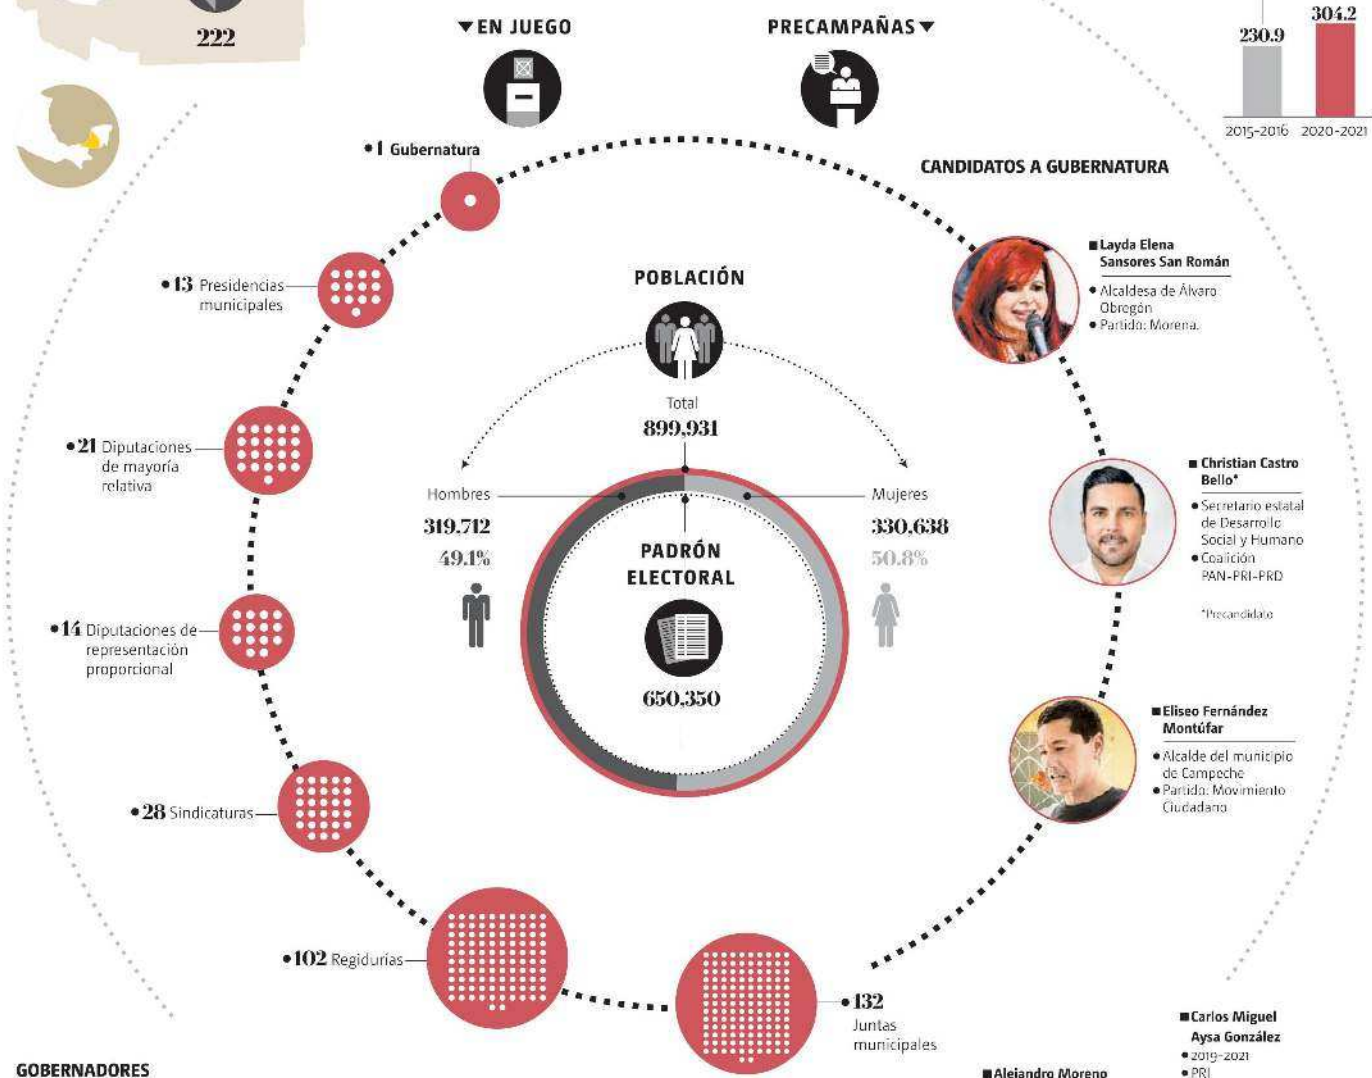 222
▼EN JUEGO
PRECAMPAÑAS▼
230.9
304.2
2015-2016 2020-2021
• 1 Gubernatura
• 13 Presidencias
municipales
• 21 Diputaciones
de mayoría
relativa
• 14 Diputaciones de
representación
proporcional
• 28 Sindicaturas
• 102 Regidurías
• 132
Juntas
municipales
POBLACIÓN
Total
899,931
Hombres
319,712
49.1%
Mujeres
330,638
50.8%
PADRÓN
ELECTORAL
650,350
CANDIDATOS A GUBERNATURA
■ Layda Elena
Sansores San Román
• Alcaldesa de Álvaro
Obregón
• Partido: Morena.
■ Christian Castro
Bello*
• Secretario estatal
de Desarrollo
Social y Humano
• Coalición
PAN-PRI-PRD
*Precandidato
■ Eliseo Fernández
Montúfar
• Alcalde del municipio
de Campeche
• Partido: Movimiento
Ciudadano
GOBERNADORES
■ Alejandro Moreno
■ Carlos Miguel
Aysa González
• 2019-2021
• PRI